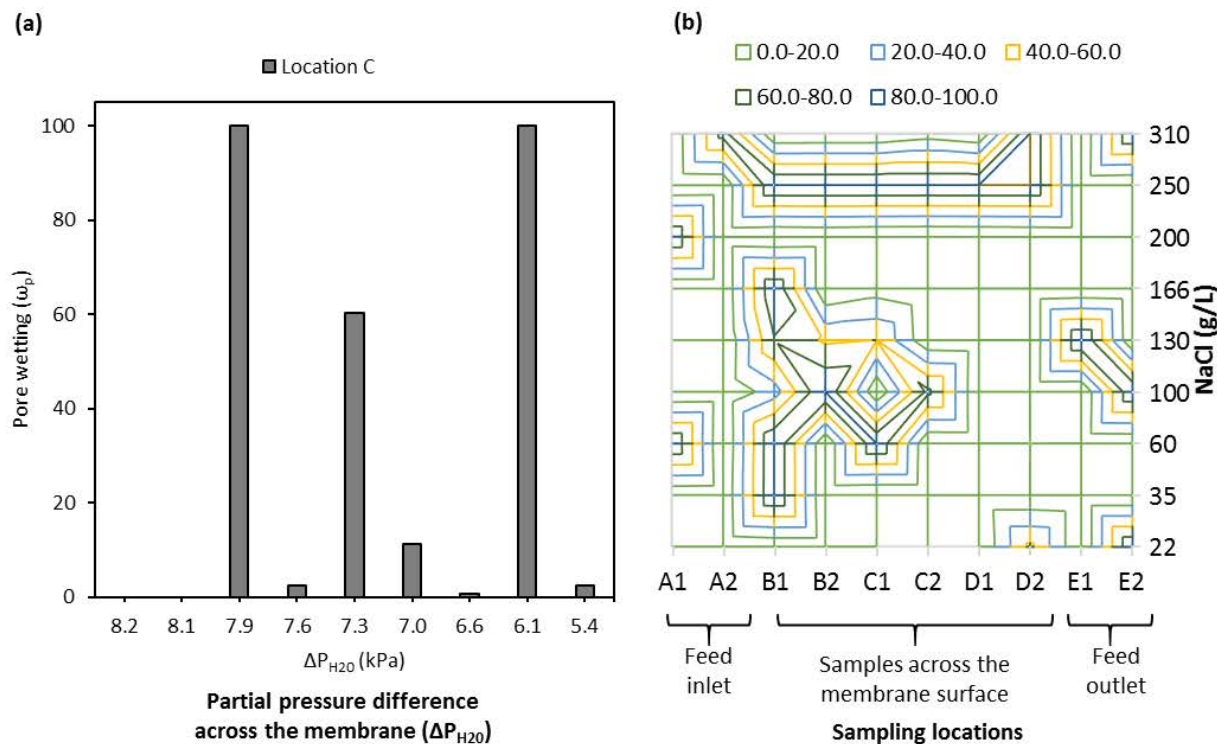 (a)
Location C
100
80
60
40
20
0
Pore wetting (ωp)
8.2 8.1 7.9 7.6 7.3 7.0 6.6 6.1 5.4
ΔPH20 (kPa)
Partial pressure difference
across the membrane (ΔPH20)
(b)
0.0-20.0 20.0-40.0 40.0-60.0
60.0-80.0 80.0-100.0
310
250
200
166
130
100
60
35
22
NaCl (g/L)
A1 A2 B1 B2 C1 C2 D1 D2 E1 E2
Feed
inlet
Samples across the
membrane surface
Feed
outlet
Sampling locations